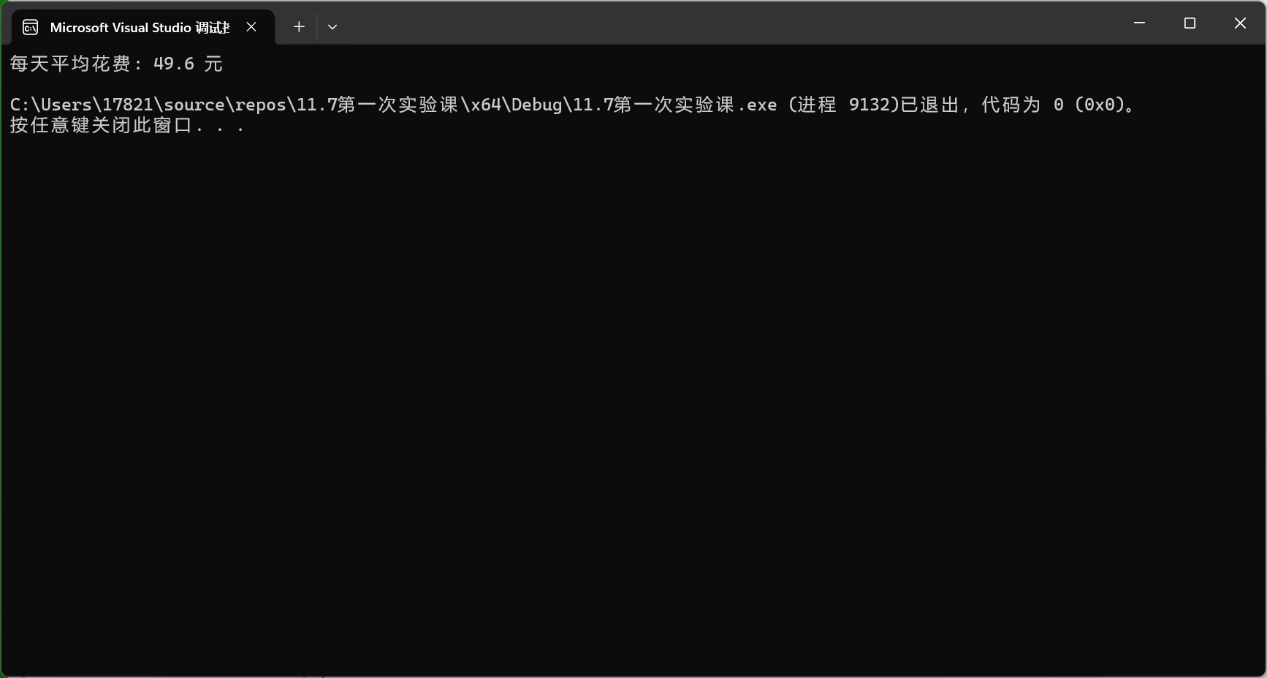 Microsoft Visual Studio 调试
每天平均花费: 49.6 元
C:\Users\17821\source\repos\11.7第一次实验课\x64\Debug\11.7第一次实验课.exe (进程 9132)已退出，代码为 0 (0x0)。
按任意键关闭此窗口. . .